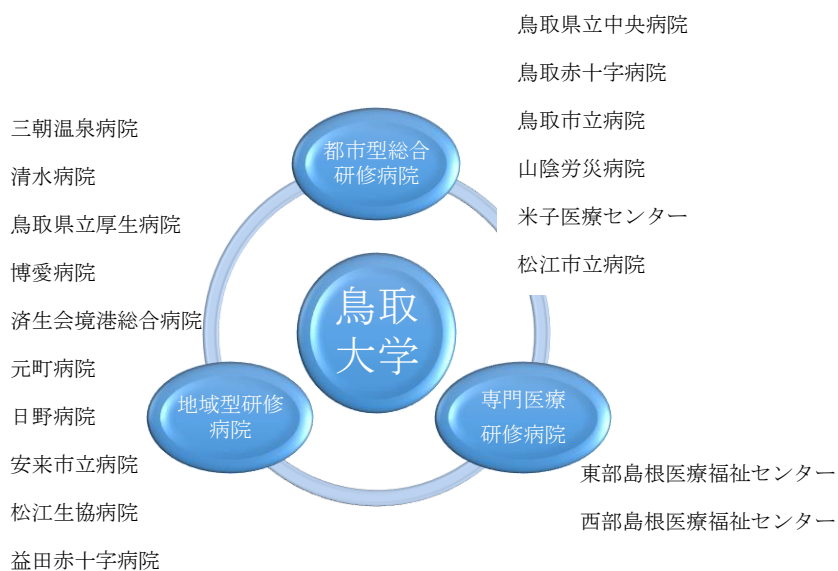 鳥取県立中央病院
鳥取赤十字病院
鳥取市立病院
山陰労災病院
米子医療センター
松江市立病院
都市型総合
研修病院
三朝温泉病院
清水病院
鳥取県立厚生病院
博愛病院
済生会境港総合病院
元町病院
日野病院
安来市立病院
松江生協病院
益田赤十字病院
鳥取
大学
地域型研修
病院
専門医療
研修病院
東部島根医療福祉センター
西部島根医療福祉センター